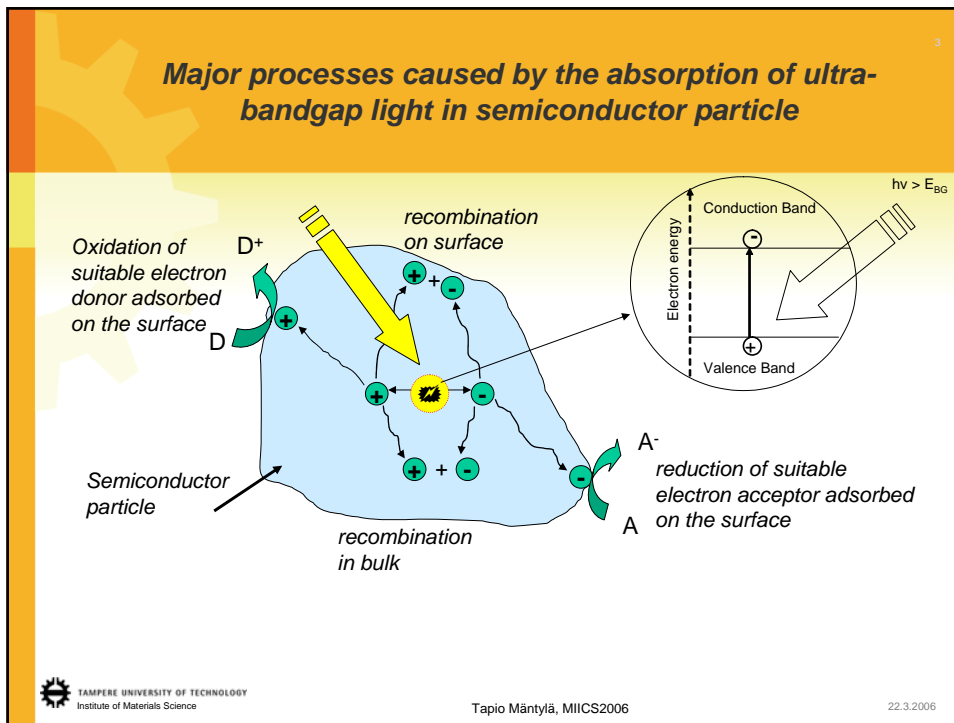 3
Major processes caused by the absorption of ultra-
bandgap light in semiconductor particle
hν > E_BG
Conduction Band
-
Electron energy
+
Valence Band
recombination
on surface
Oxidation of
suitable electron
donor adsorbed
on the surface
D⁺
D
+ + -
+
+ -
+ + -
-
A⁻
A
reduction of suitable
electron acceptor adsorbed
on the surface
Semiconductor
particle
recombination
in bulk
TAMPERE UNIVERSITY OF TECHNOLOGY
Institute of Materials Science
Tapio Mäntylä, MIICS2006
22.3.2006